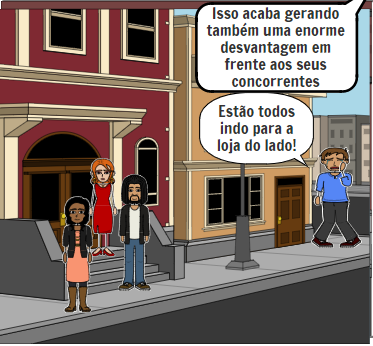 Isso acaba gerando
também uma enorme
desvantagem em
frente aos seus
concorrentes
Estão todos
indo para a
loja do lado!